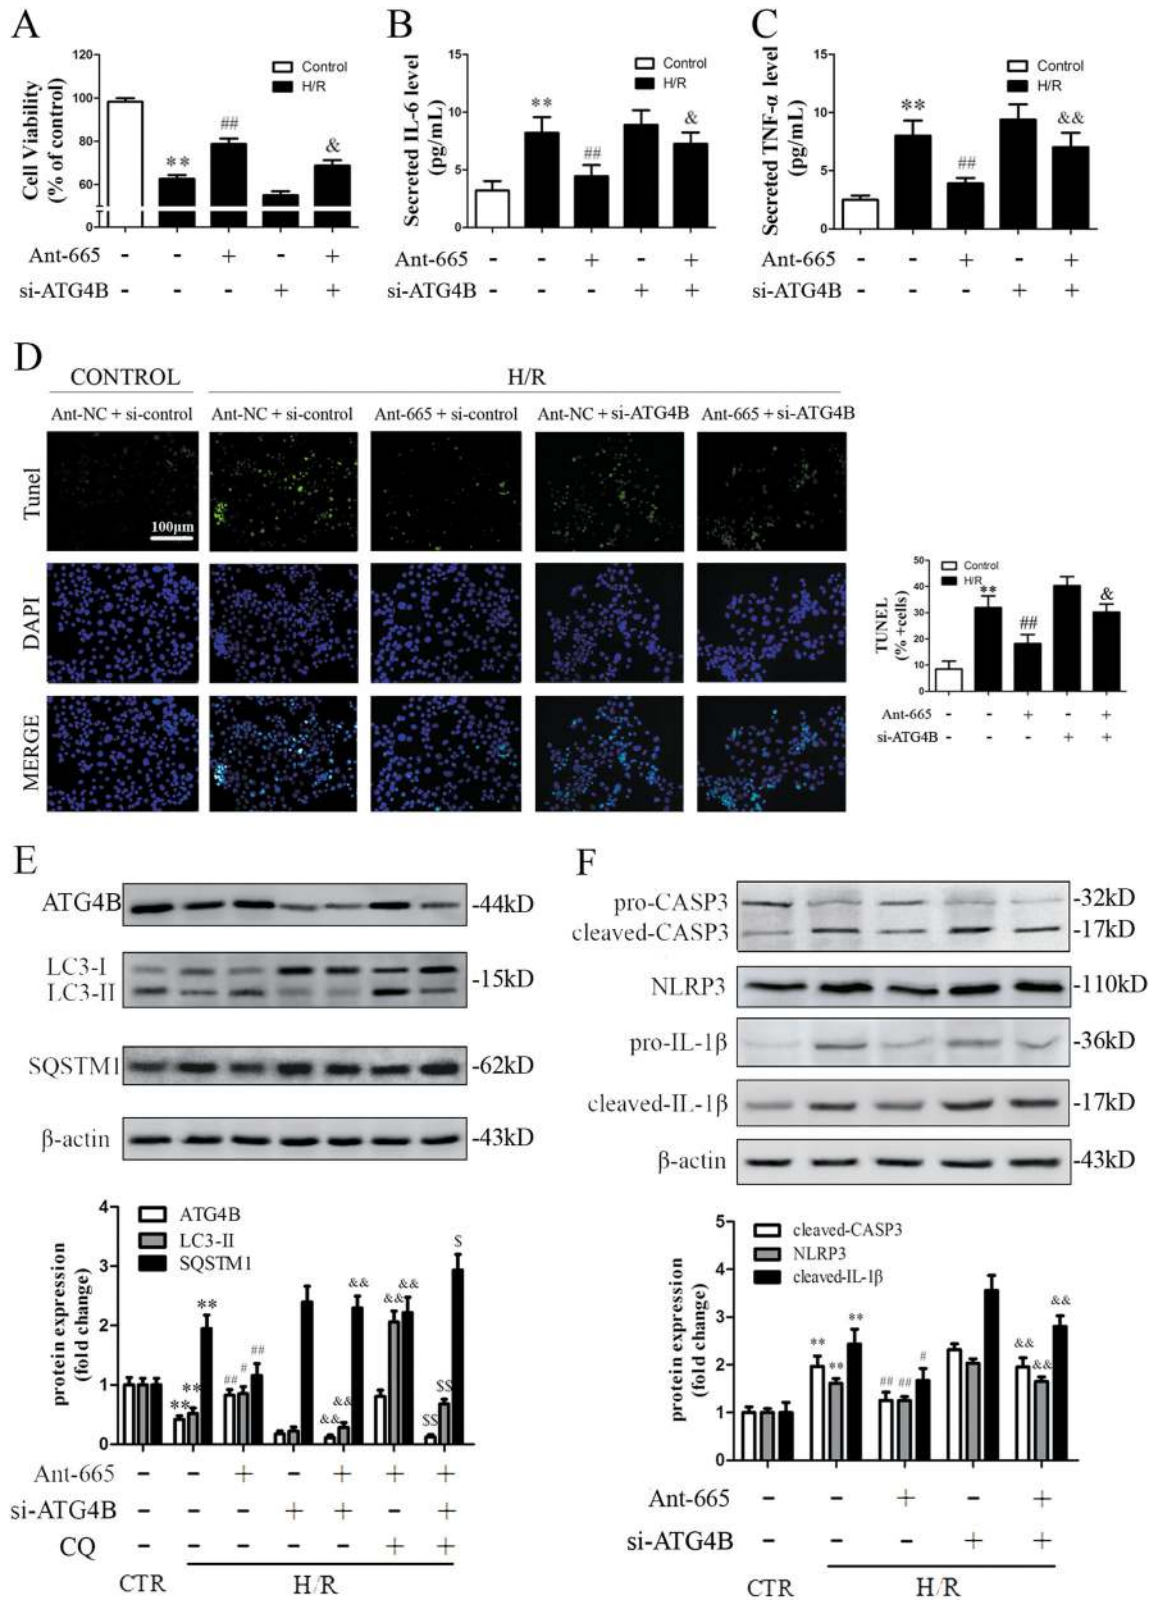 A
Cell Viability
(% of control)
120
100
80
60
0
Control
H/R
**
##
&
Ant-665 - - + - +
si-ATG4B - - - + +
B
Secreted IL-6 level
(pg/mL)
15
10
5
0
Control
H/R
**
##
&
Ant-665 - - + - +
si-ATG4B - - - + +
C
Secreted TNF-α level
(pg/mL)
15
10
5
0
Control
H/R
**
##
&&
Ant-665 - - + - +
si-ATG4B - - - + +
D
CONTROL H/R
Ant-NC + si-control Ant-NC + si-control Ant-665 + si-control Ant-NC + si-ATG4B Ant-665 + si-ATG4B
Tunel
100μm
DAPI
MERGE
TUNEL
(% +cells)
50
40
30
20
10
0
Control
H/R
**
##
&
Ant-665 - - + - +
si-ATG4B - - - + +
E
ATG4B -44kD
LC3-I
LC3-II
-15kD
SQSTM1 -62kD
β-actin -43kD
protein expression
(fold change)
4
3
2
1
0
ATG4B
LC3-II
SQSTM1
** ** **
## # ##
&& && &&
&& &&
$$ $$ $
Ant-665 - - + - + + +
si-ATG4B - - - + + - +
CQ - - - - - + +
CTR H/R
F
pro-CASP3 -32kD
cleaved-CASP3 -17kD
NLRP3 -110kD
pro-IL-1β -36kD
cleaved-IL-1β -17kD
β-actin -43kD
protein expression
(fold change)
5
4
3
2
1
0
cleaved-CASP3
NLRP3
cleaved-IL-1β
** ** **
## ## #
&& && &&
Ant-665 - - + - +
si-ATG4B - - - + +
CTR H/R